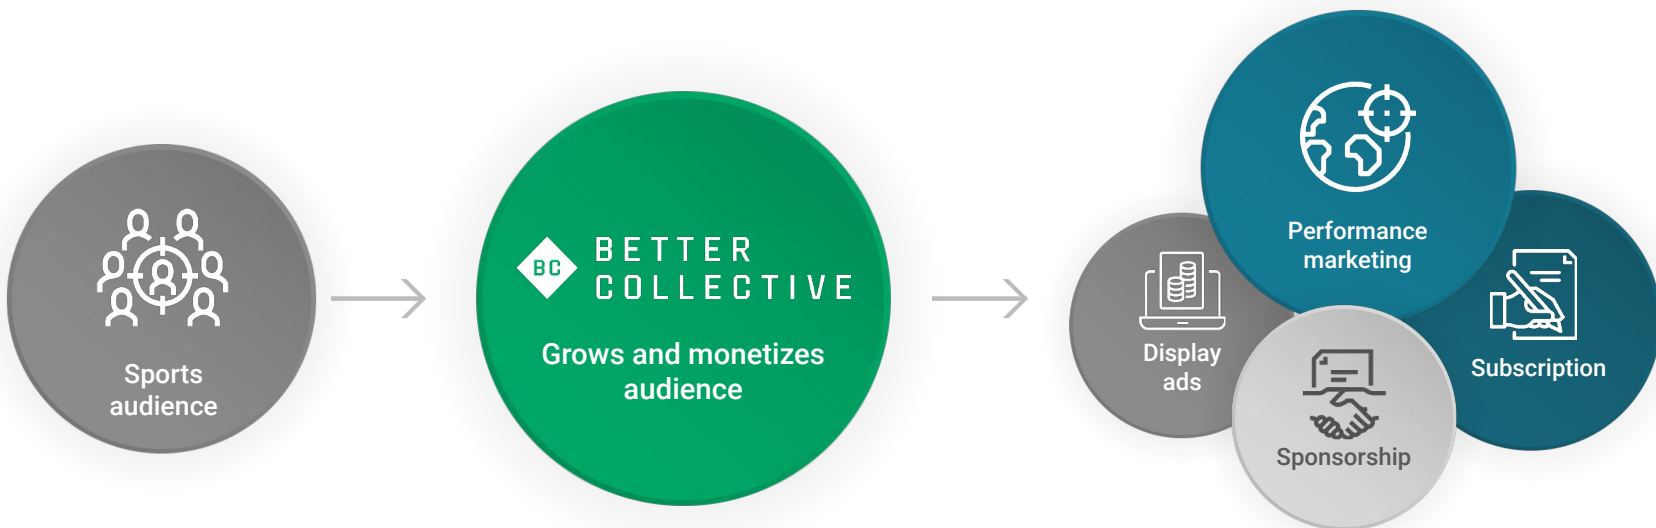 Sports
audience
BC
BETTER
COLLECTIVE
Grows and monetizes
audience
Performance
marketing
Display
ads
Subscription
Sponsorship